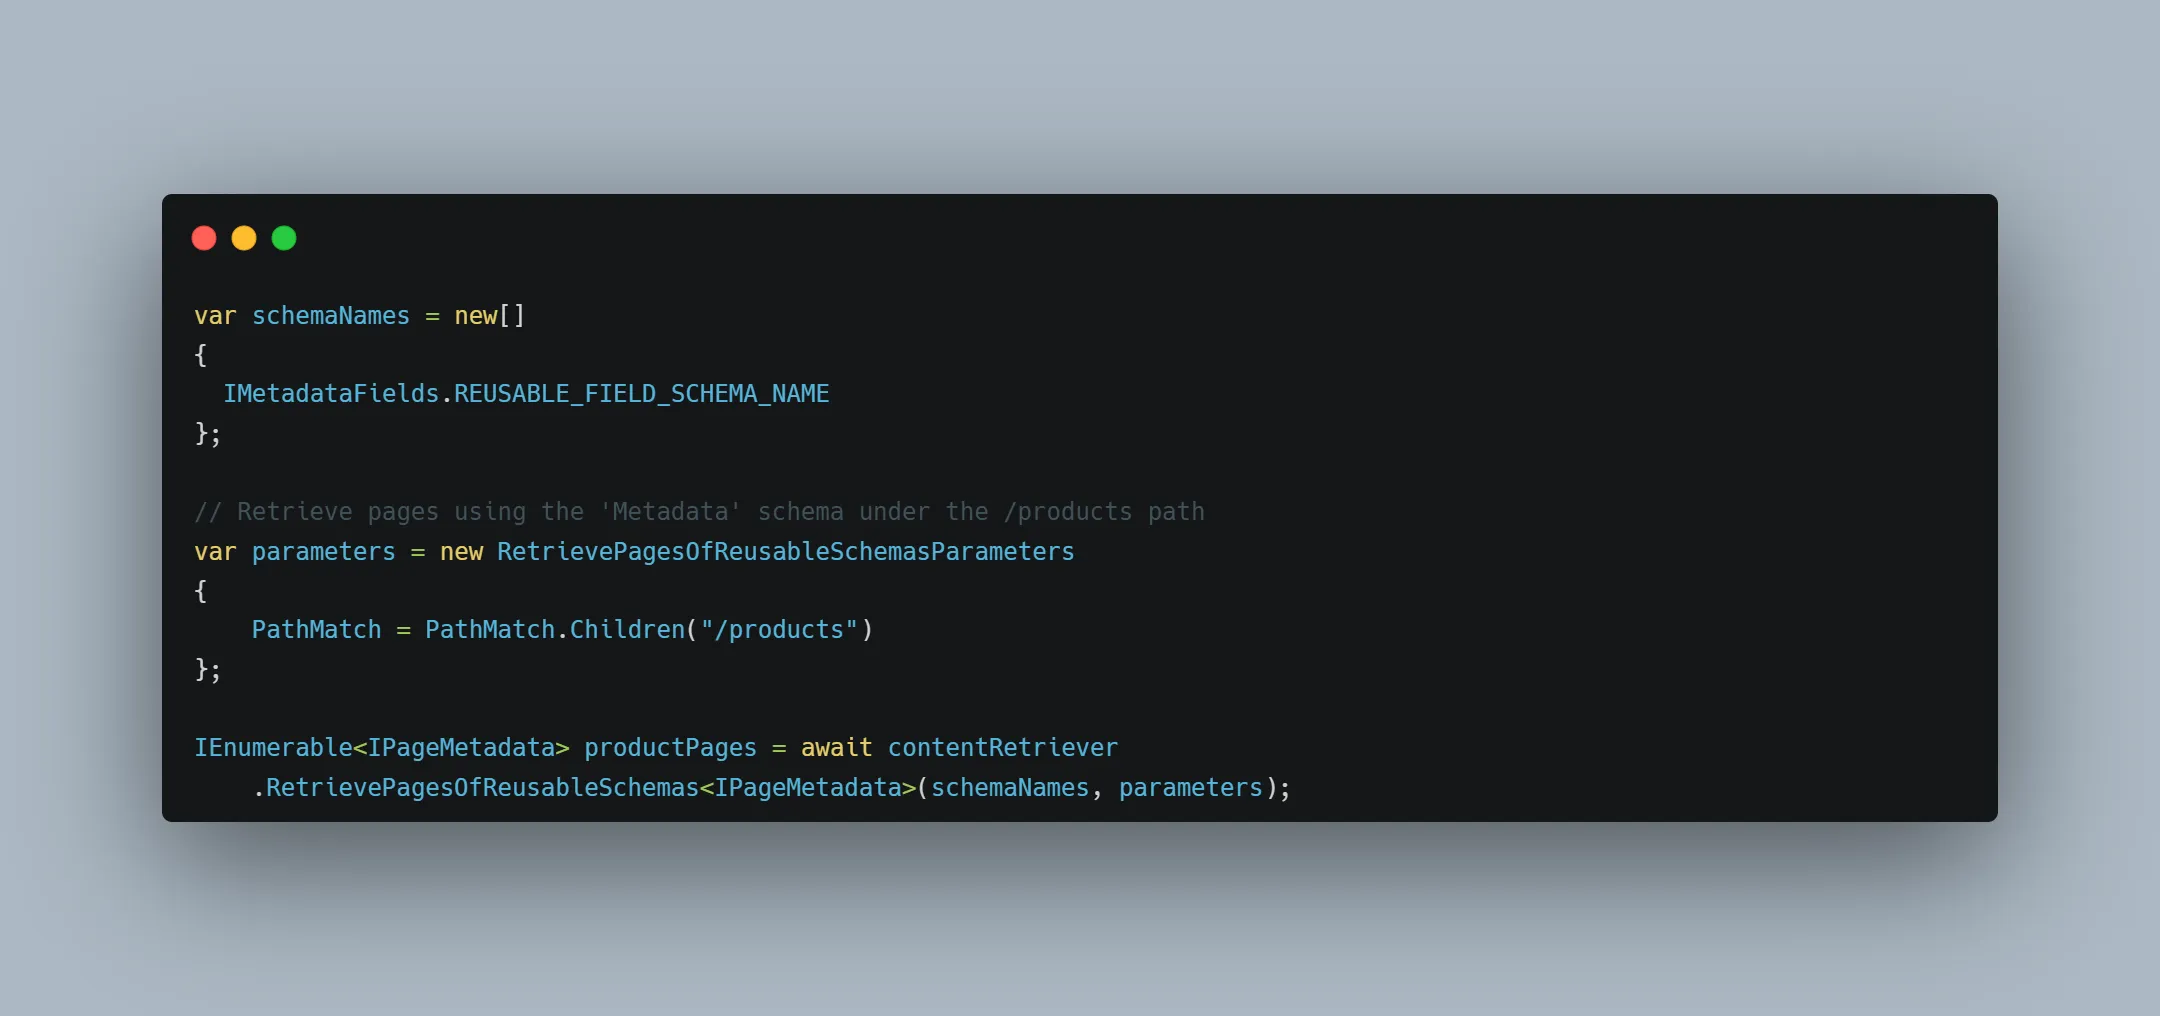 var schemaNames = new[]
{
  IMetadataFields.REUSABLE_FIELD_SCHEMA_NAME
};

// Retrieve pages using the 'Metadata' schema under the /products path
var parameters = new RetrievePagesOfReusableSchemasParameters
{
    PathMatch = PathMatch.Children("/products")
};

IEnumerable<IPageMetadata> productPages = await contentRetriever
    .RetrievePagesOfReusableSchemas<IPageMetadata>(schemaNames, parameters);